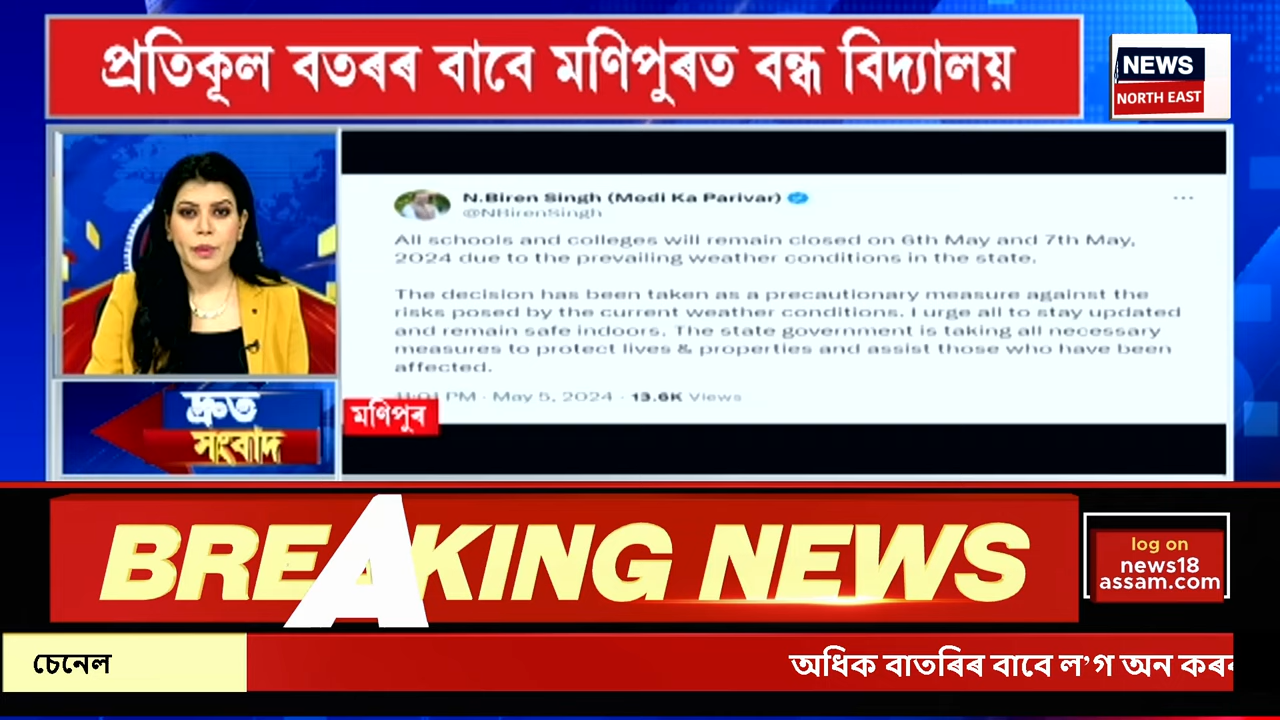 প্ৰতিকূল বতৰৰ বাবে মণিপুৰত বন্ধ বিদ্যালয়
NEWS
NORTH EAST
N.Biren Singh (Modi Ka Parivar)
@NBirenSingh
All schools and colleges will remain closed on 6th May and 7th May,
2024 due to the prevailing weather conditions in the state.
The decision has been taken as a precautionary measure against the
risks posed by the current weather conditions. I urge all to stay updated
and remain safe indoors. The state government is taking all necessary
measures to protect lives & properties and assist those who have been
affected.
11:01 PM · May 5, 2024 · 13.6K Views
মণিপুৰ
দ্ৰুত
সংবাদ
BREAKING NEWS
log on
news18
assam.com
চেনেল
অধিক বাতৰিৰ বাবে ল'গ অন কৰক